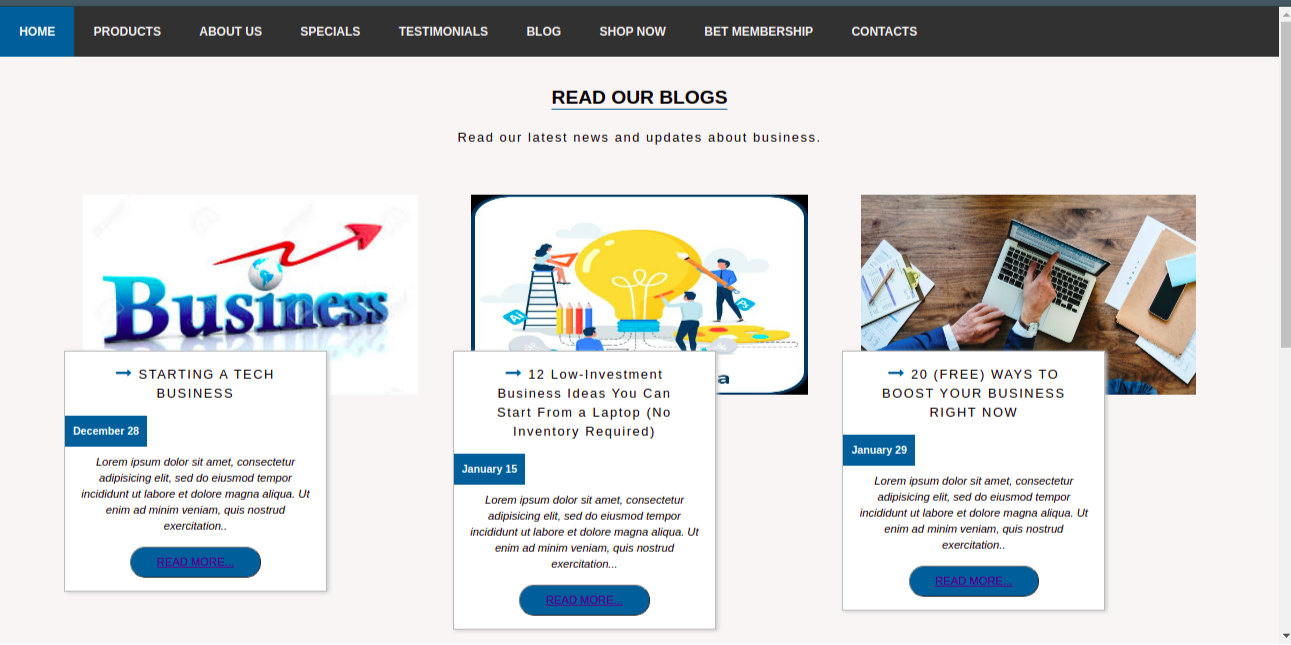 HOME PRODUCTS ABOUT US SPECIALS TESTIMONIALS BLOG SHOP NOW BET MEMBERSHIP CONTACTS
READ OUR BLOGS
Read our latest news and updates about business.
Business
STARTING A TECH
BUSINESS
December 28
Lorem ipsum dolor sit amet, consectetur
adipisicing elit, sed do eiusmod tempor
incididunt ut labore et dolore magna aliqua. Ut
enim ad minim veniam, quis nostrud
exercitation..
READ MORE...
a
12 Low-Investment
Business Ideas You Can
Start From a Laptop (No
Inventory Required)
January 15
Lorem ipsum dolor sit amet, consectetur
adipisicing elit, sed do eiusmod tempor
incididunt ut labore et dolore magna aliqua. Ut
enim ad minim veniam, quis nostrud
exercitation...
READ MORE...
20 (FREE) WAYS TO
BOOST YOUR BUSINESS
RIGHT NOW
January 29
Lorem ipsum dolor sit amet, consectetur
adipisicing elit, sed do eiusmod tempor
incididunt ut labore et dolore magna aliqua. Ut
enim ad minim veniam, quis nostrud
exercitation..
READ MORE...